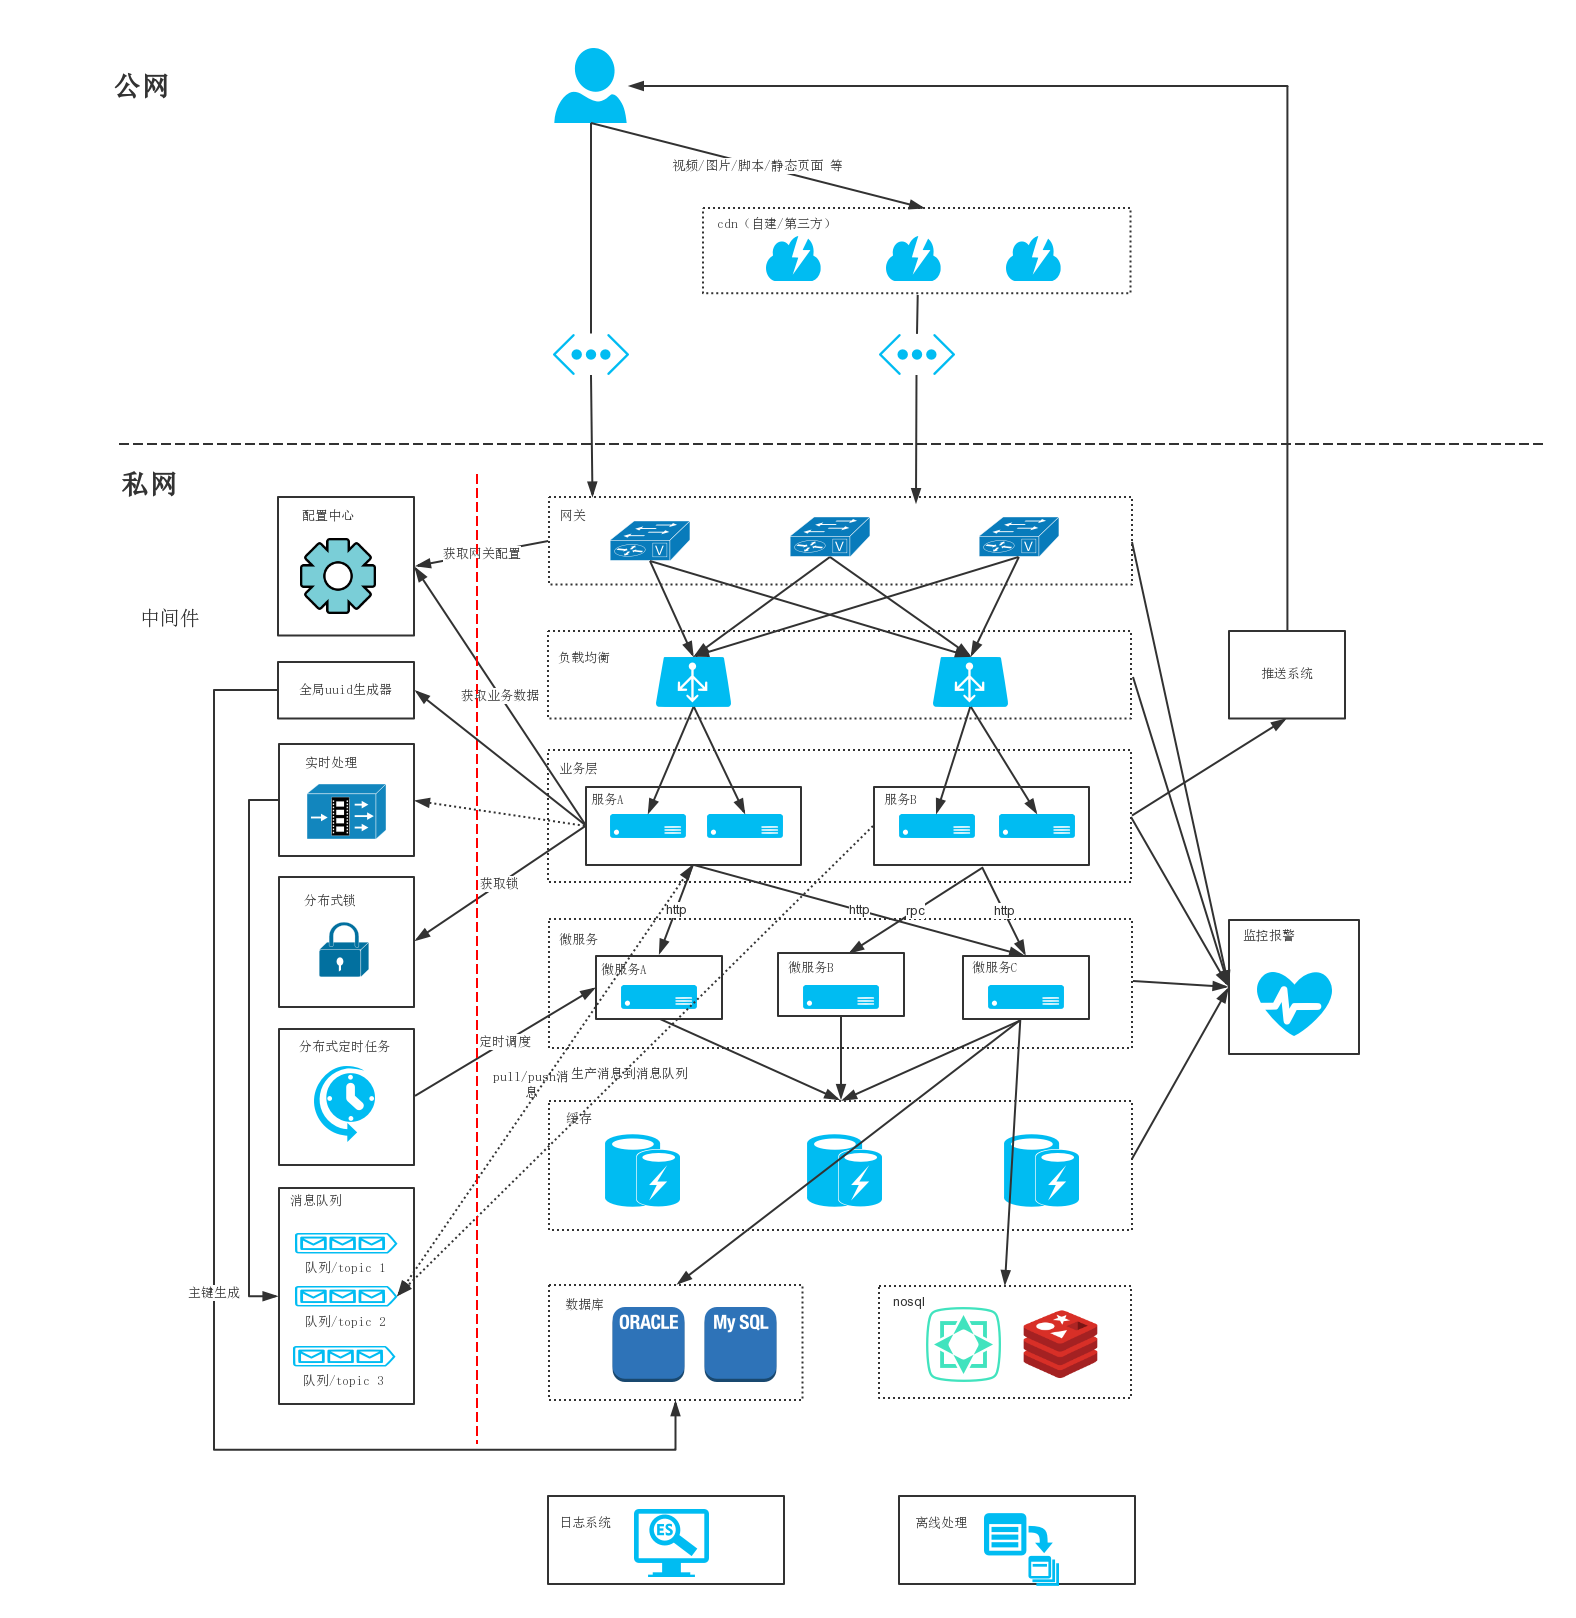 公网
视频/图片/脚本/静态页面 等
cdn（自建/第三方）
私网
配置中心
网关
获取网关配置
中间件
负载均衡
推送系统
全局uuid生成器
获取业务数据
实时处理
业务层
服务A
服务B
分布式锁
获取锁
http
http
rpc
http
微服务
监控报警
微服务A
微服务B
微服务C
分布式定时任务
定时调度
pull/push消
息
生产消息到消息队列
缓存
消息队列
队列/topic 1
主键生成
队列/topic 2
队列/topic 3
数据库
ORACLE
My SQL
nosql
日志系统
ES
离线处理
V
V
V